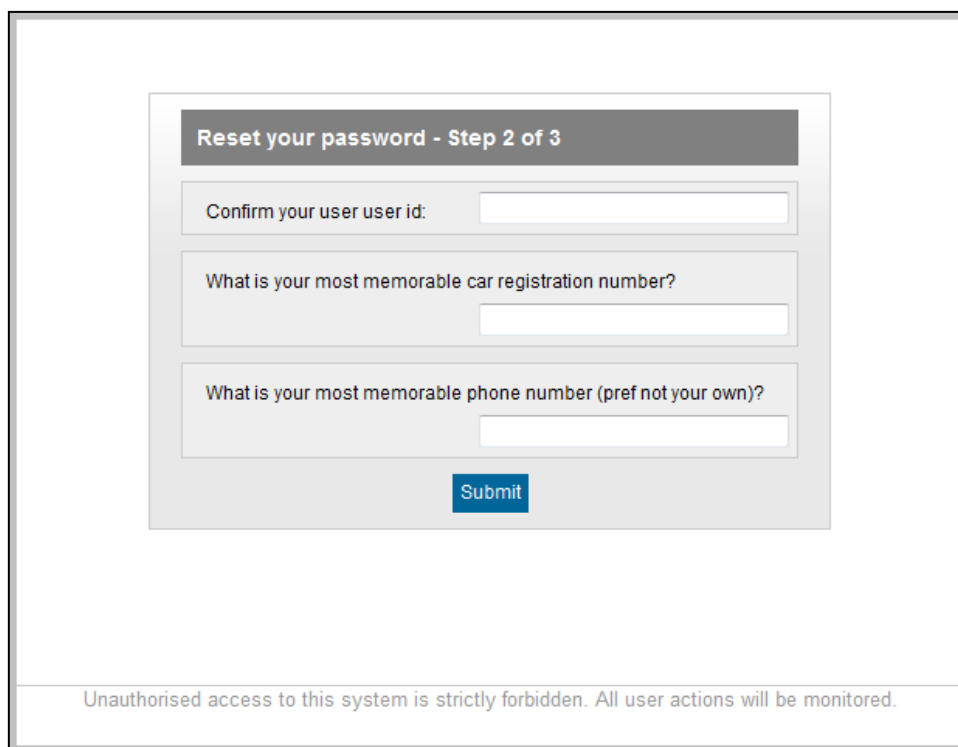 Reset your password - Step 2 of 3
Confirm your user user id:
What is your most memorable car registration number?
What is your most memorable phone number (pref not your own)?
Submit
Unauthorised access to this system is strictly forbidden. All user actions will be monitored.